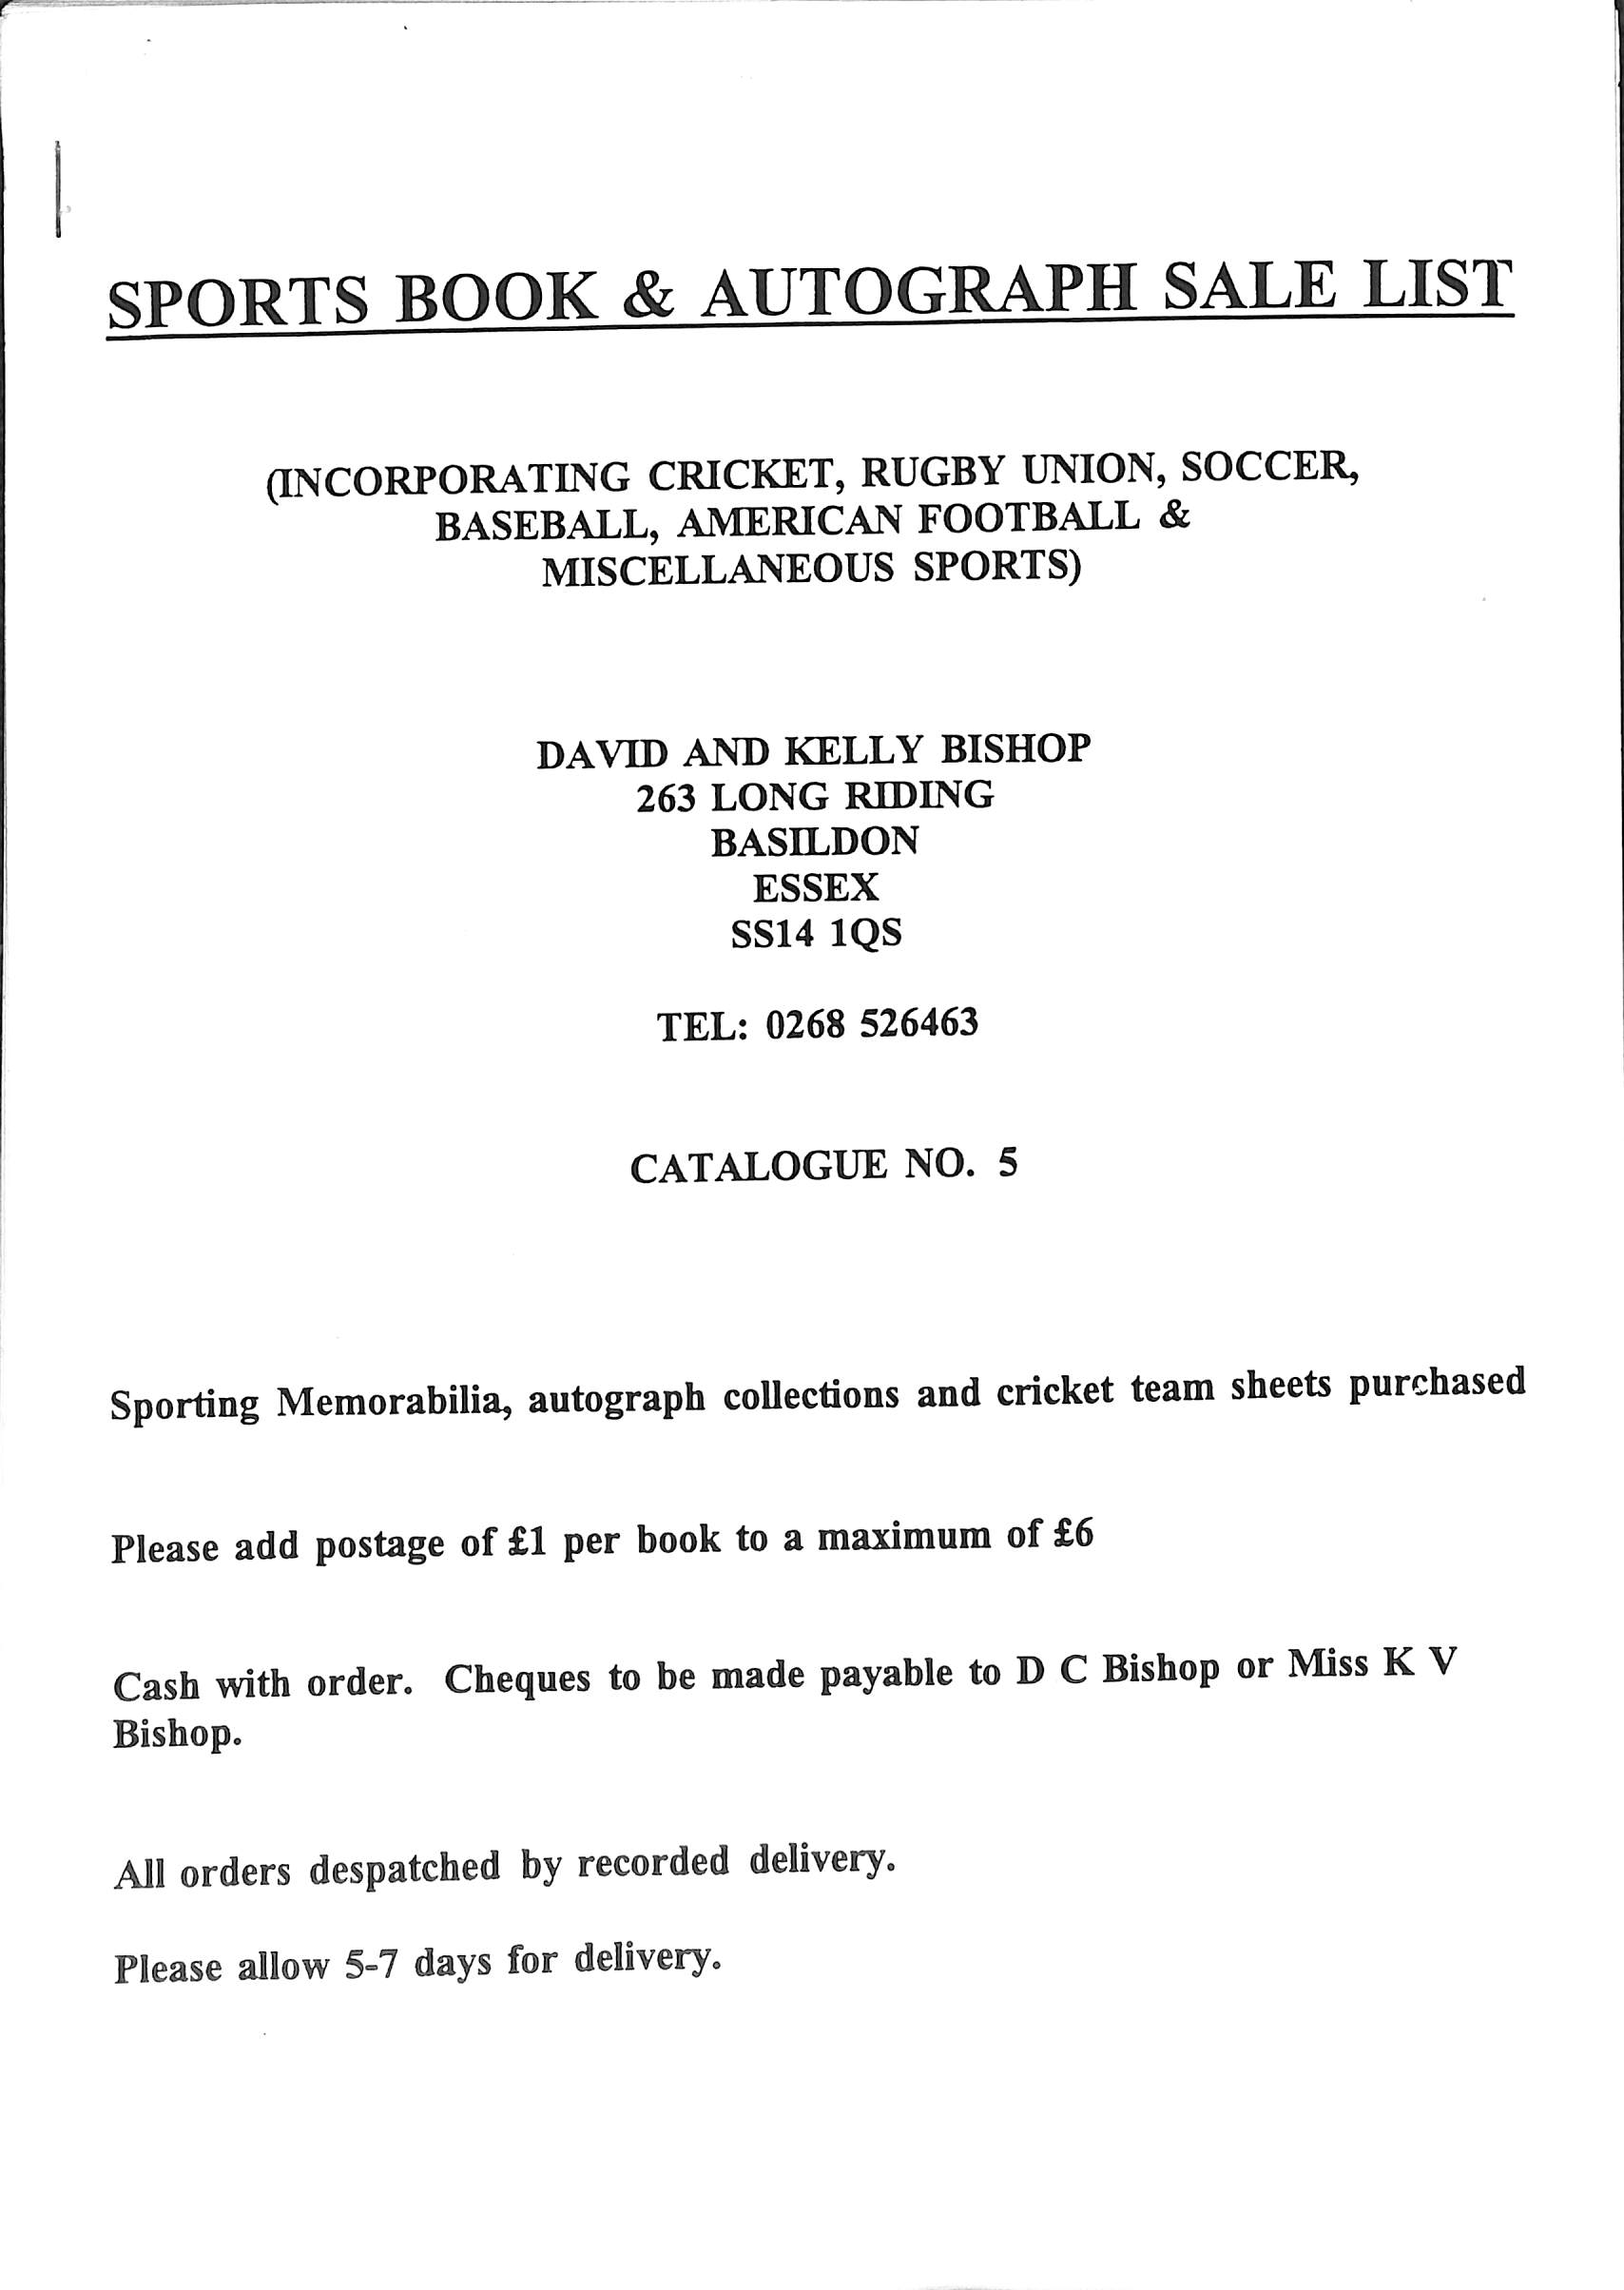 SPORTS BOOK & AUTOGRAPH SALE LIST
(INCORPORATING CRICKET, RUGBY UNION, SOCCER,
BASEBALL, AMERICAN FOOTBALL &
MISCELLANEOUS SPORTS)
DAVID AND KELLY BISHOP
263 LONG RIDING
BASILDON
ESSEX
SS14 1QS
TEL: 0268 526463
CATALOGUE NO. 5
Sporting Memorabilia, autograph collections and cricket team sheets purchased
Please add postage of £1 per book to a maximum of £6
Cash with order. Cheques to be made payable to D C Bishop or Miss K V
Bishop.
All orders despatched by recorded delivery.
Please allow 5-7 days for delivery.